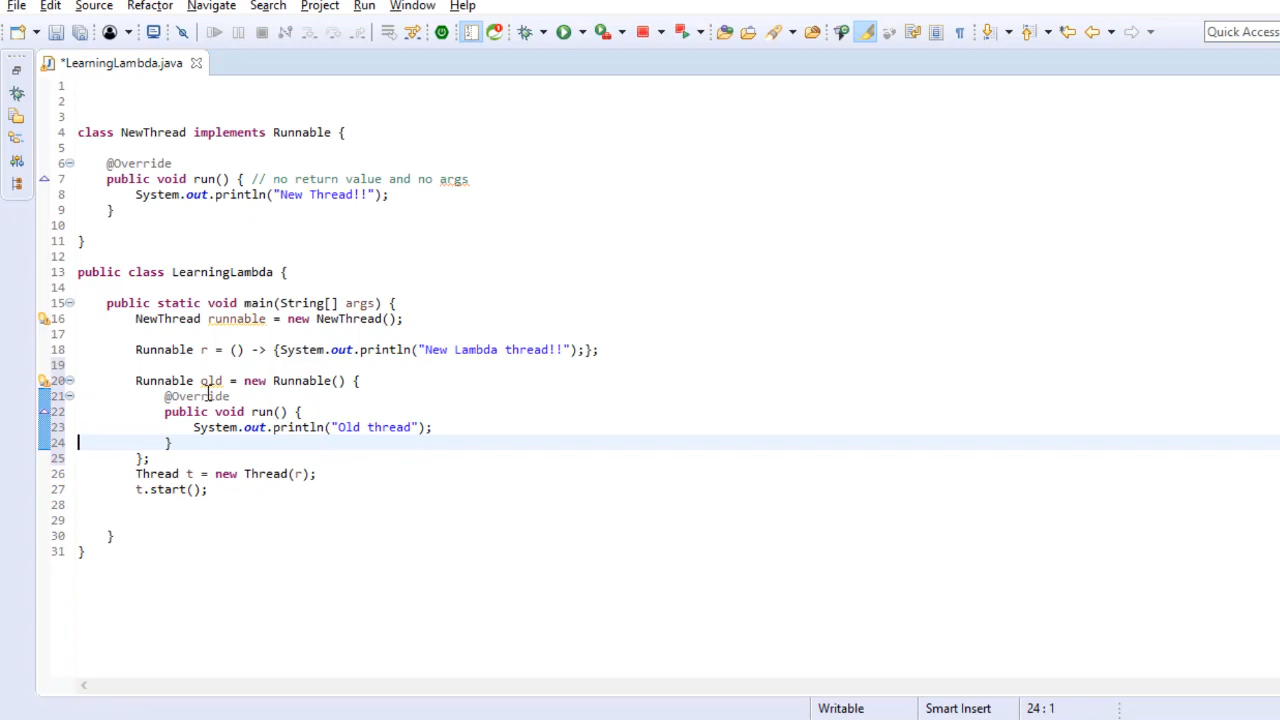 File Edit Source Refactor Navigate Search Project Run Window Help
Quick Access
*LearningLambda.java
1
2
3
4 class NewThread implements Runnable {
5
6 @Override
7 public void run() { // no return value and no args
8 System.out.println("New Thread!!");
9 }
10
11 }
12
13 public class LearningLambda {
14
15 public static void main(String[] args) {
16 NewThread runnable = new NewThread();
17
18 Runnable r = () -> {System.out.println("New Lambda thread!!");};
19
20 Runnable old = new Runnable() {
21 @Override
22 public void run() {
23 System.out.println("Old thread");
24 }
25 };
26 Thread t = new Thread(r);
27 t.start();
28
29
30 }
31 }
Writable Smart Insert 24 : 1